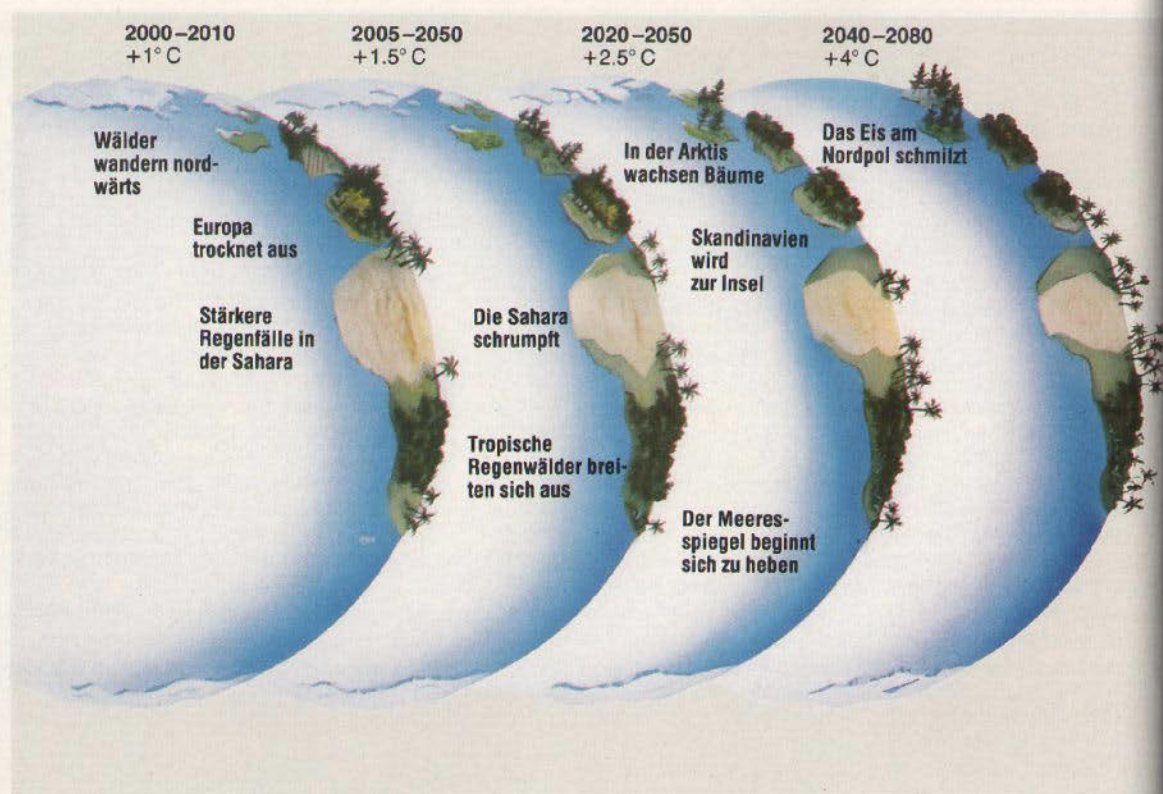 2000–2010
+1° C
2005–2050
+1.5° C
2020–2050
+2.5° C
2040–2080
+4° C
Wälder
wandern nord-
wärts
Europa
trocknet aus
Stärkere
Regenfälle in
der Sahara
Die Sahara
schrumpft
Tropische
Regenwälder brei-
ten sich aus
In der Arktis
wachsen Bäume
Skandinavien
wird
zur Insel
Der Meeres-
spiegel beginnt
sich zu heben
Das Eis am
Nordpol schmilzt